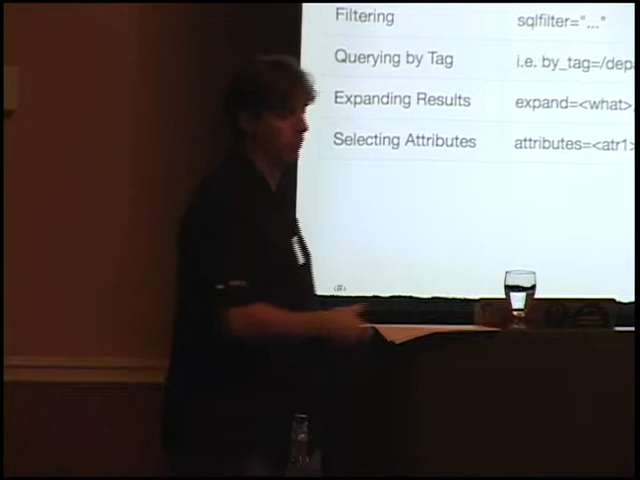 Filtering sqlfilter="..."
Querying by Tag i.e. by_tag=/dep
Expanding Results expand=<what>
Selecting Attributes attributes=<atr1>